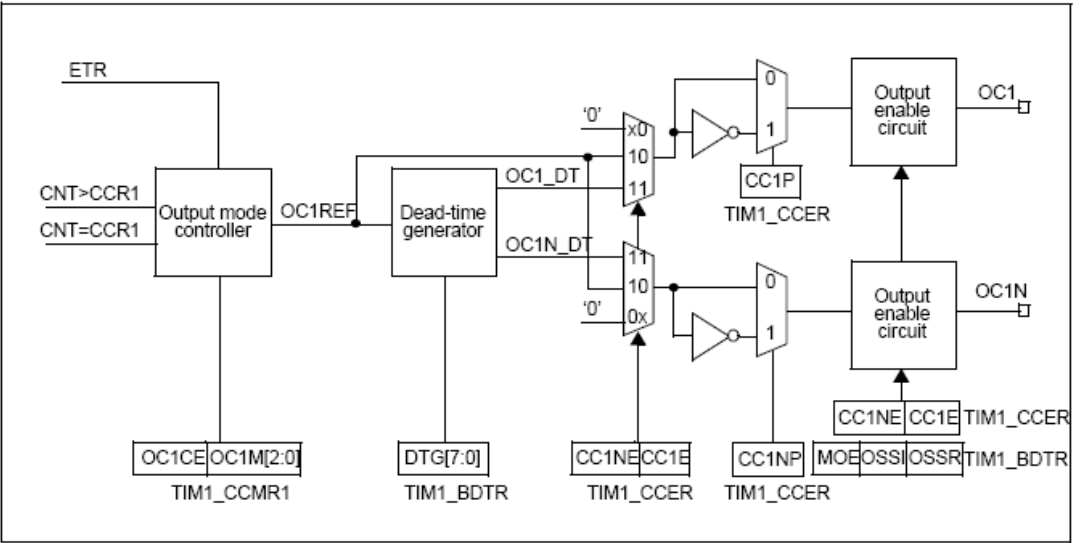 ETR
CNT>CCR1
CNT=CCR1
Output mode
controller
OC1REF
Dead-time
generator
OC1_DT
OC1N_DT
'0'
x0
10
11
11
10
0x
'0'
0
1
CC1P
TIM1_CCER
0
1
Output
enable
circuit
OC1
Output
enable
circuit
OC1N
CC1NE CC1E TIM1_CCER
OC1CE OC1M[2:0]
TIM1_CCMR1
DTG[7:0]
TIM1_BDTR
CC1NE CC1E
TIM1_CCER
CC1NP
TIM1_CCER
MOE OSSI OSSR TIM1_BDTR